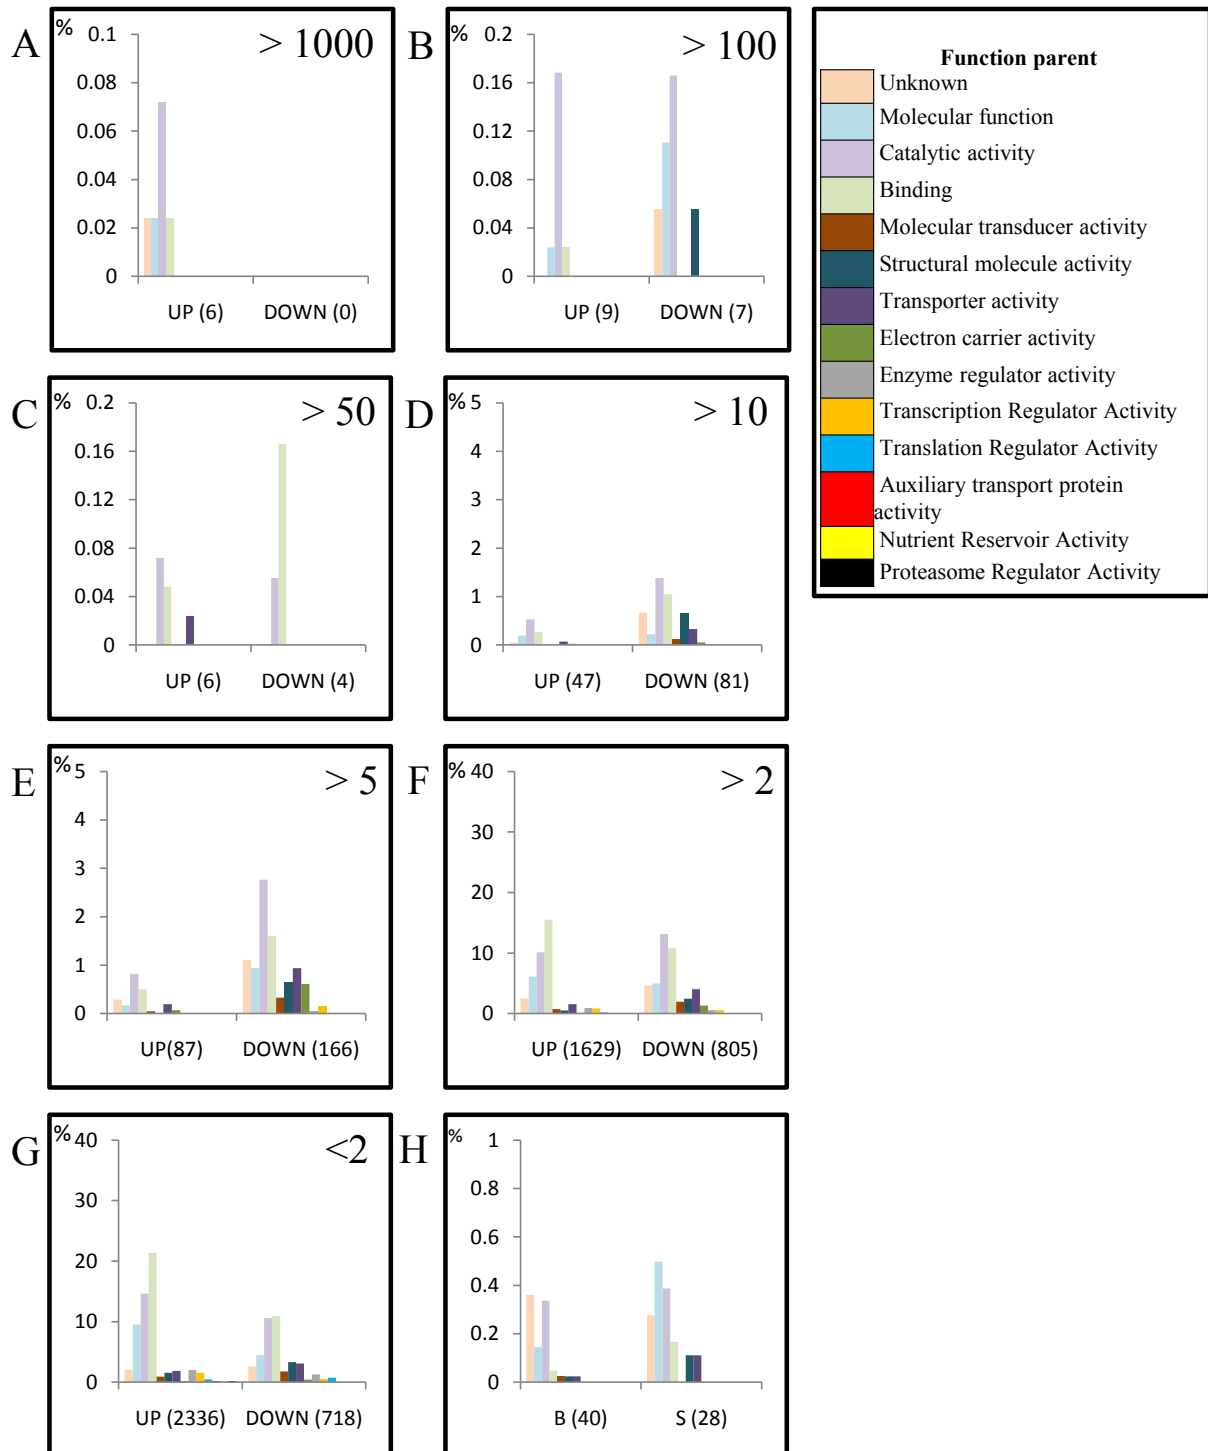 A
%
0.1
0.08
0.06
0.04
0.02
0
> 1000
UP (6)
DOWN (0)
B
%
0.2
0.16
0.12
0.08
0.04
0
> 100
UP (9)
DOWN (7)
Function parent
Unknown
Molecular function
Catalytic activity
Binding
Molecular transducer activity
Structural molecule activity
Transporter activity
Electron carrier activity
Enzyme regulator activity
Transcription Regulator Activity
Translation Regulator Activity
Auxiliary transport protein
activity
Nutrient Reservoir Activity
Proteasome Regulator Activity
C
%
0.2
0.16
0.12
0.08
0.04
0
> 50
UP (6)
DOWN (4)
D
%
5
4
3
2
1
0
> 10
UP (47)
DOWN (81)
E
%
5
4
3
2
1
0
> 5
UP(87)
DOWN (166)
F
%
40
30
20
10
0
> 2
UP (1629)
DOWN (805)
G
%
40
30
20
10
0
<2
UP (2336)
DOWN (718)
H
%
1
0.8
0.6
0.4
0.2
0
B (40)
S (28)